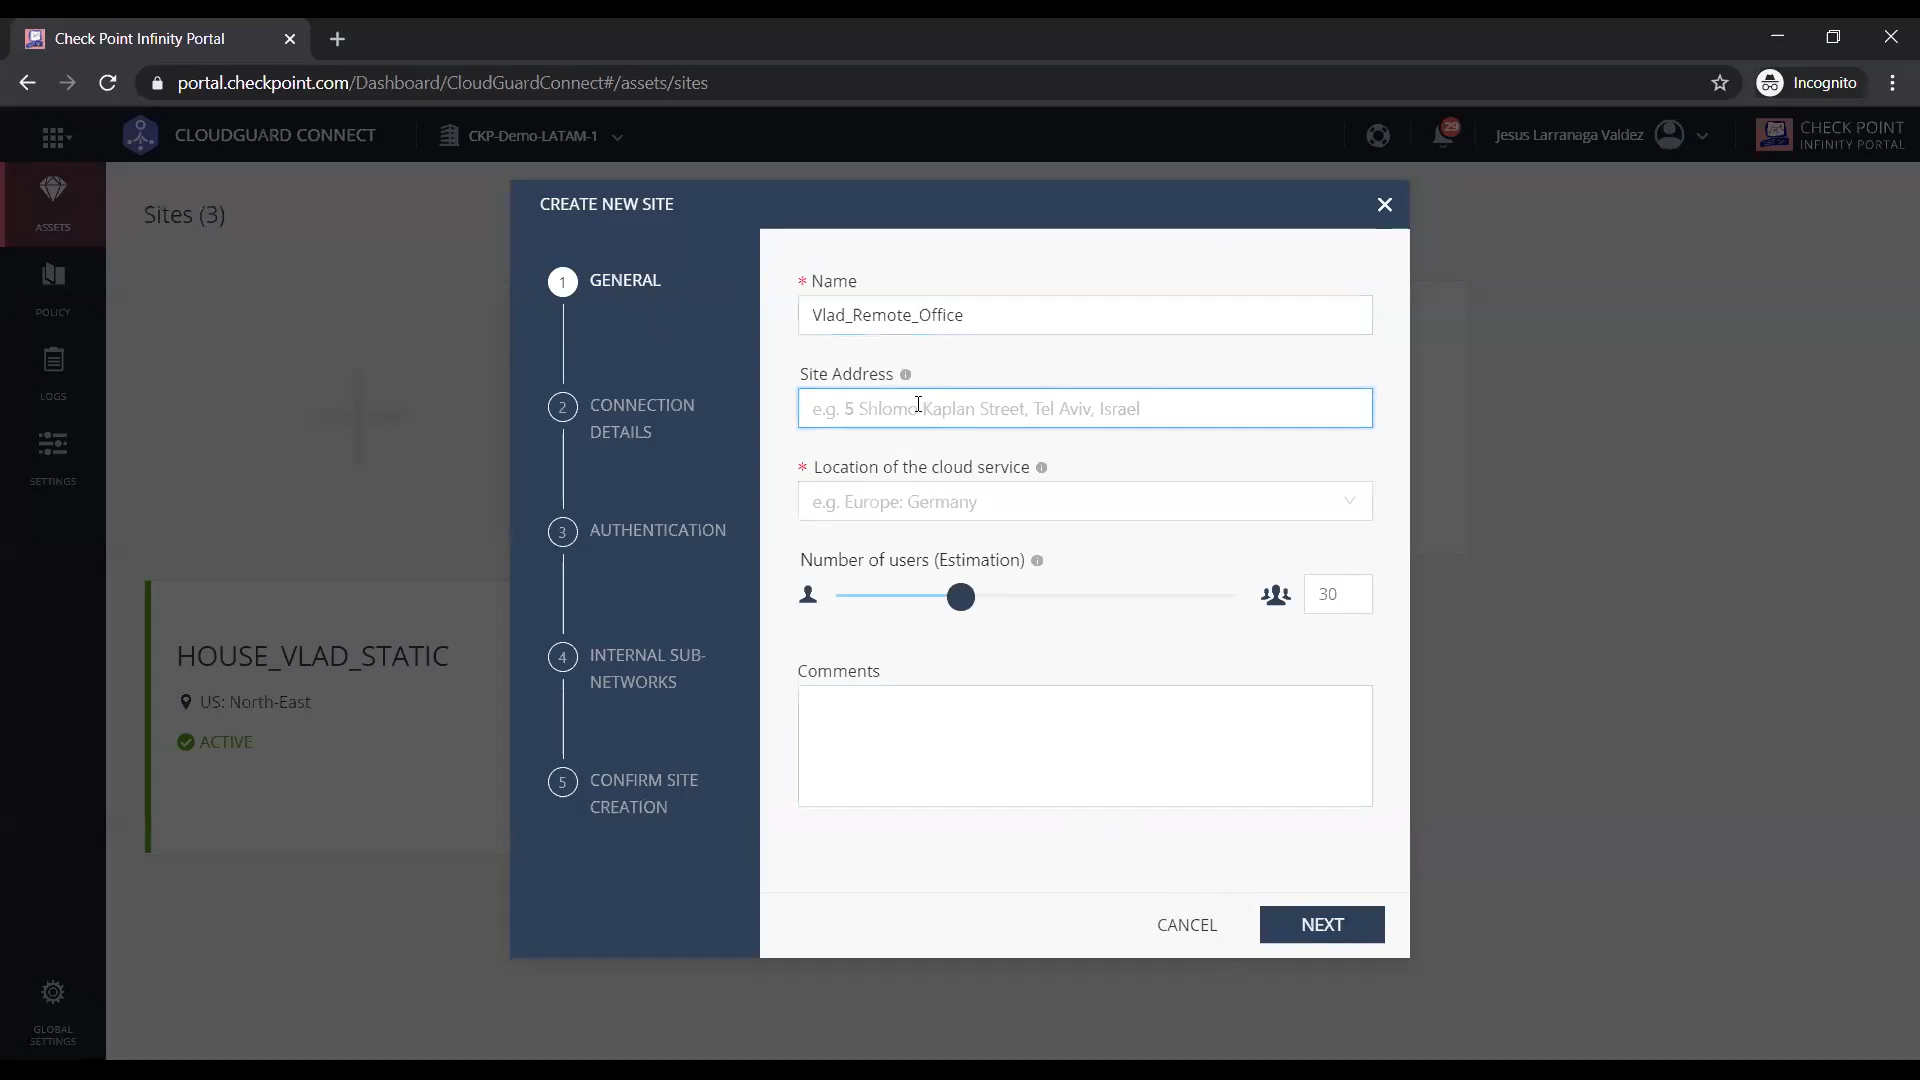 Check Point Infinity Portal
portal.checkpoint.com/Dashboard/CloudGuardConnect#/assets/sites
Incognito
CLOUDGUARD CONNECT
CKP-Demo-LATAM-1
29
Jesus Larranaga Valdez
CHECK POINT
INFINITY PORTAL
ASSETS
POLICY
LOGS
SETTINGS
GLOBAL
SETTINGS
Sites (3)
HOUSE_VLAD_STATIC
US: North-East
ACTIVE
CREATE NEW SITE
1 GENERAL
2 CONNECTION
DETAILS
3 AUTHENTICATION
4 INTERNAL SUB-
NETWORKS
5 CONFIRM SITE
CREATION
* Name
Vlad_Remote_Office
Site Address
e.g. 5 Shlomo Kaplan Street, Tel Aviv, Israel
* Location of the cloud service
e.g. Europe: Germany
Number of users (Estimation)
30
Comments
CANCEL
NEXT